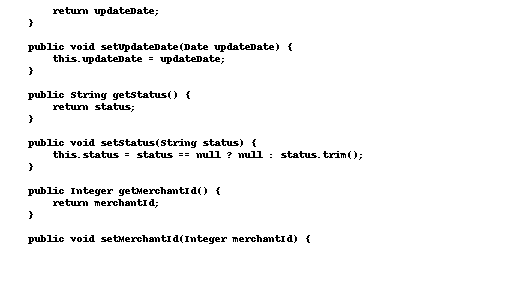 return updateDate;
}
public void setUpdateDate(Date updateDate) {
this.updateDate = updateDate;
}
public String getStatus() {
return status;
}
public void setStatus(String status) {
this.status = status == null ? null : status.trim();
}
public Integer getMerchantId() {
return merchantId;
}
public void setMerchantId(Integer merchantId) {